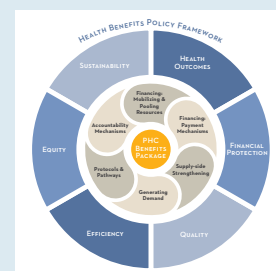 HEALTH BENEFITS POLICY FRAMEWORK
SUSTAINABILITY
HEALTH
OUTCOMES
Financing:
Mobilizing &
Pooling
Resources
Financing:
Payment
Mechanisms
Accountability
Mechanisms
EQUITY
PHC
BENEFITS
PACKAGE
FINANCIAL
PROTECTION
Protocols &
Pathways
Supply-side
Strengthening
Generating
Demand
EFFICIENCY
QUALITY